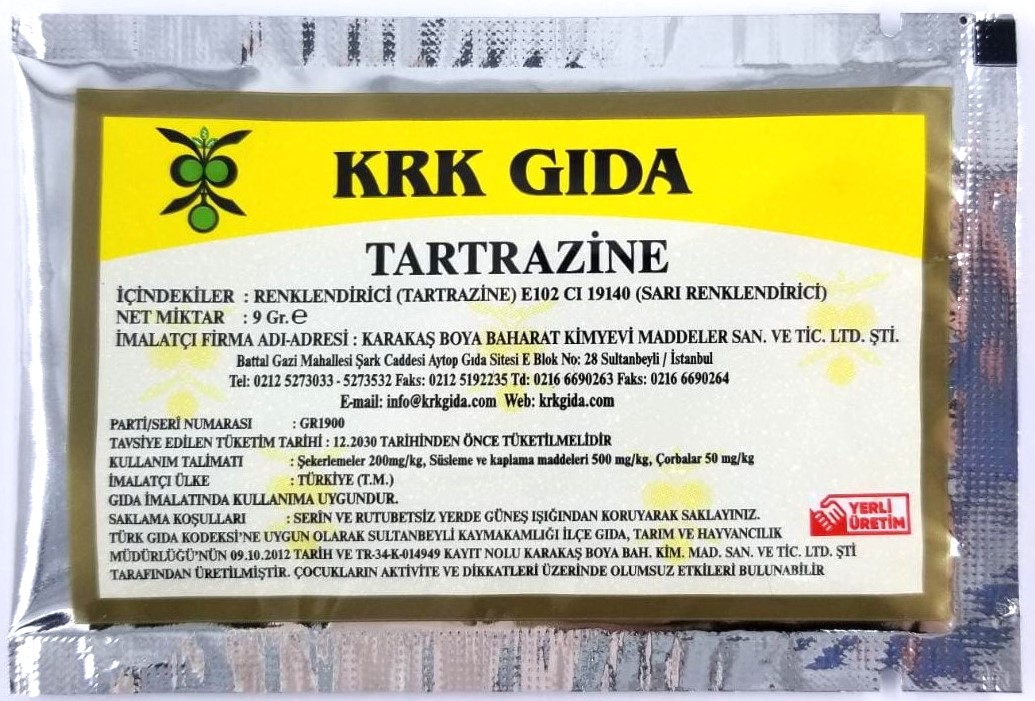 KRK GIDA
TARTRAZİNE
İÇİNDEKİLER : RENKLENDİRİCİ (TARTRAZİNE) E102 CI 19140 (SARI RENKLENDİRİCİ)
NET MİKTAR : 9 Gr.℮
İMALATÇI FİRMA ADI-ADRESİ : KARAKAŞ BOYA BAHARAT KİMYEVİ MADDELER SAN. VE TİC. LTD. ŞTİ.
Battal Gazi Mahallesi Şark Caddesi Aytop Gıda Sitesi E Blok No: 28 Sultanbeyli / İstanbul
Tel: 0212 5273033 - 5273532 Faks: 0212 5192235 Td: 0216 6690263 Faks: 0216 6690264
E-mail: info@krkgida.com Web: krkgida.com
PARTİ/SERİ NUMARASI : GR1900
TAVSİYE EDİLEN TÜKETİM TARİHİ : 12.2030 TARİHİNDEN ÖNCE TÜKETİLMELİDİR
KULLANIM TALİMATI : Şekerlemeler 200mg/kg, Süsleme ve kaplama maddeleri 500 mg/kg, Çorbalar 50 mg/kg
İMALATÇI ÜLKE : TÜRKİYE (T.M.)
GIDA İMALATINDA KULLANIMA UYGUNDUR.
SAKLAMA KOŞULLARI : SERİN VE RUTUBETSİZ YERDE GÜNEŞ IŞIĞINDAN KORUYARAK SAKLAYINIZ.
TÜRK GIDA KODEKSİ'NE UYGUN OLARAK SULTANBEYLİ KAYMAKAMLIĞI İLÇE GIDA, TARIM VE HAYVANCILIK
MÜDÜRLÜĞÜ'NÜN 09.10.2012 TARİH VE TR-34-K-014949 KAYIT NOLU KARAKAŞ BOYA BAH. KİM. MAD. SAN. VE TİC. LTD. ŞTİ
TARAFINDAN ÜRETİLMİŞTİR. ÇOCUKLARIN AKTİVİTE VE DİKKATLERİ ÜZERİNDE OLUMSUZ ETKİLERİ BULUNABİLİR
YERLİ
ÜRETİM